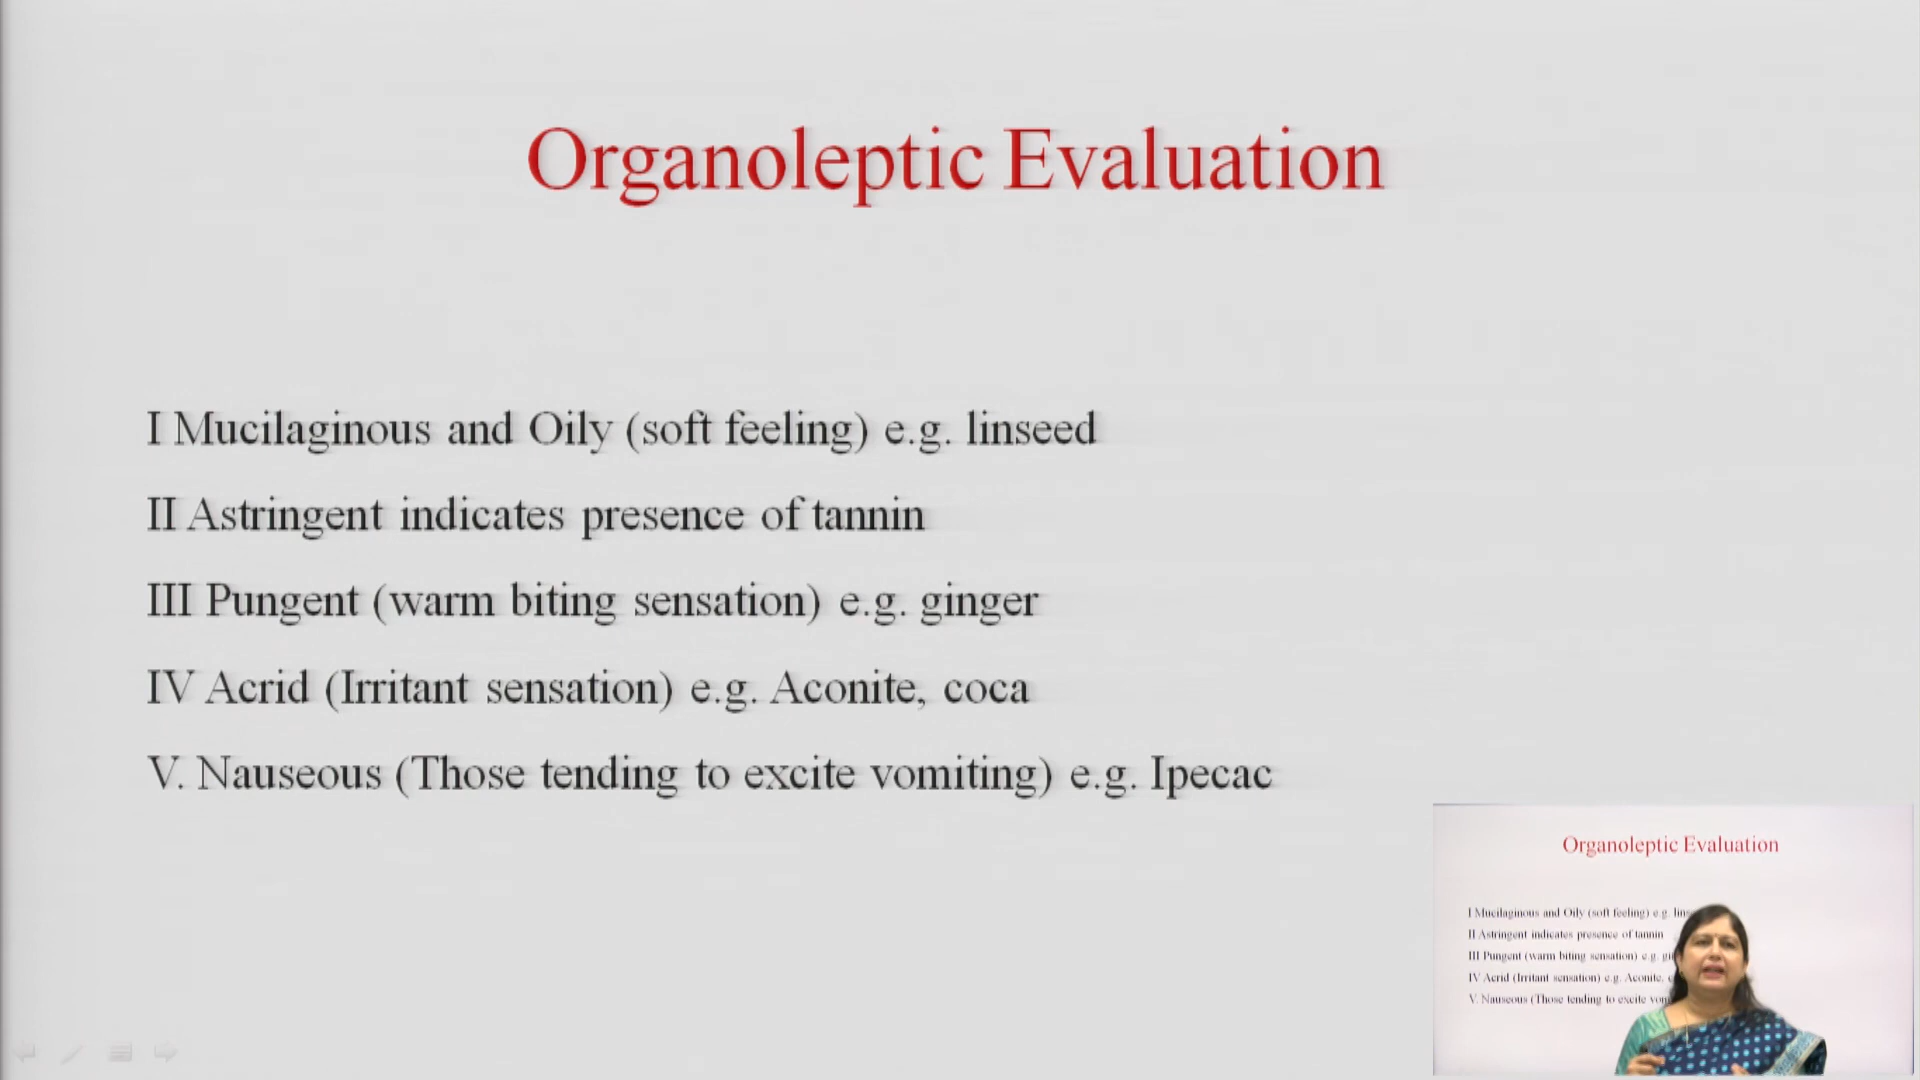 Organoleptic Evaluation
I Mucilaginous and Oily (soft feeling) e.g. linseed
II Astringent indicates presence of tannin
III Pungent (warm biting sensation) e.g. ginger
IV Acrid (Irritant sensation) e.g. Aconite, coca
V. Nauseous (Those tending to excite vomiting) e.g. Ipecac
Organoleptic Evaluation
I Mucilaginous and Oily (soft feeling) e.g.
II Astringent indicates presence of tannin
III Pungent (warm biting sensation) e.g.
IV Acrid (Irritant sensation) e.g. Aconite,
V. Nauseous (Those tending to excite